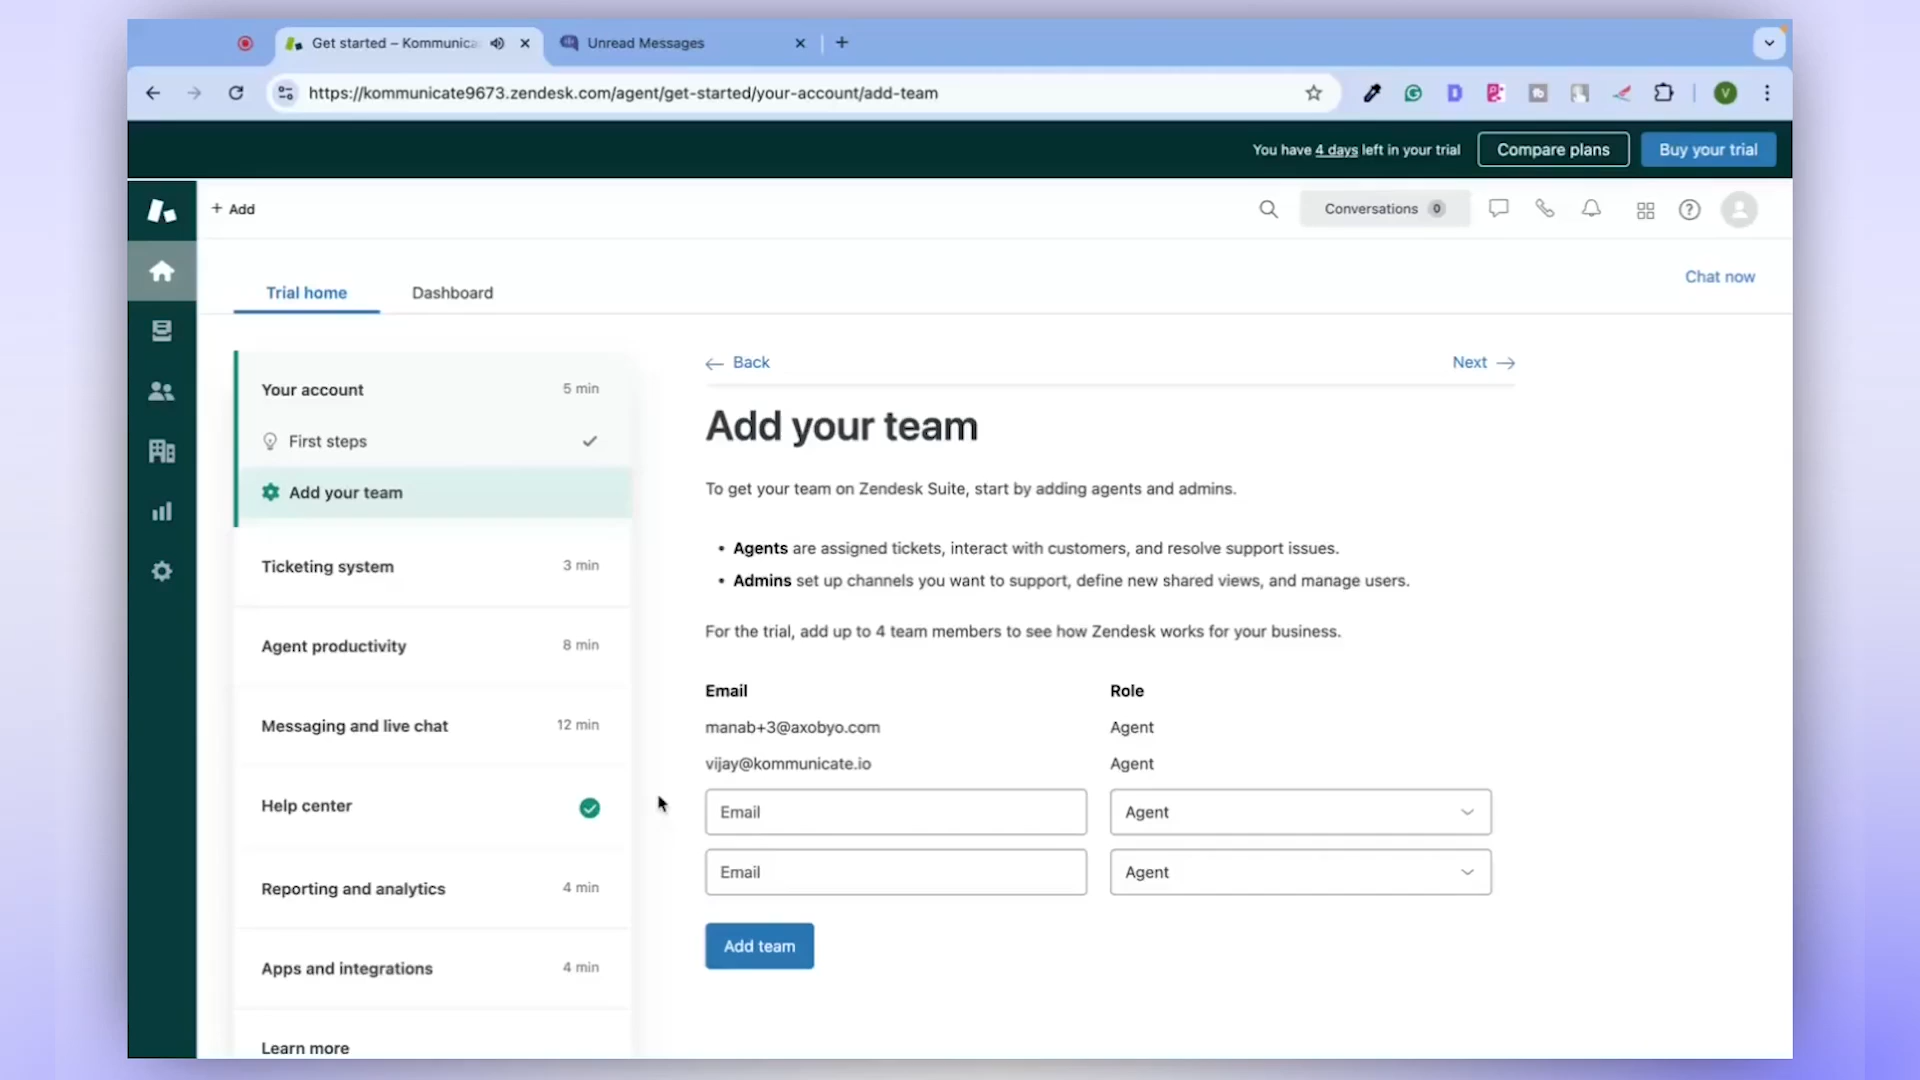 Get started – Kommunica
Unread Messages
https://kommunicate9673.zendesk.com/agent/get-started/your-account/add-team
V
You have 4 days left in your trial
Compare plans
Buy your trial
+ Add
Conversations 0
Trial home
Dashboard
Chat now
Your account
5 min
First steps
Add your team
Ticketing system
3 min
Agent productivity
8 min
Messaging and live chat
12 min
Help center
Reporting and analytics
4 min
Apps and integrations
4 min
Learn more
Back
Next
Add your team
To get your team on Zendesk Suite, start by adding agents and admins.
• Agents are assigned tickets, interact with customers, and resolve support issues.
• Admins set up channels you want to support, define new shared views, and manage users.
For the trial, add up to 4 team members to see how Zendesk works for your business.
Email
Role
manab+3@axobyo.com
Agent
vijay@kommunicate.io
Agent
Email
Agent
Email
Agent
Add team